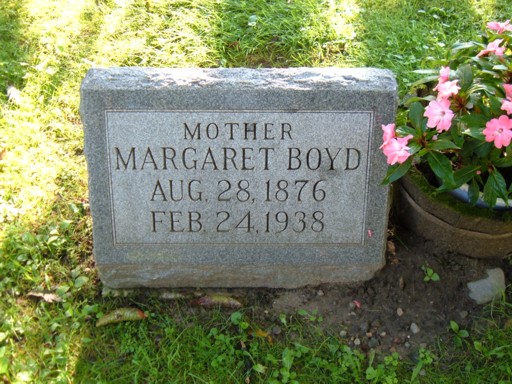 MOTHER
MARGARET BOYD
AUG. 28, 1876
FEB. 24, 1938